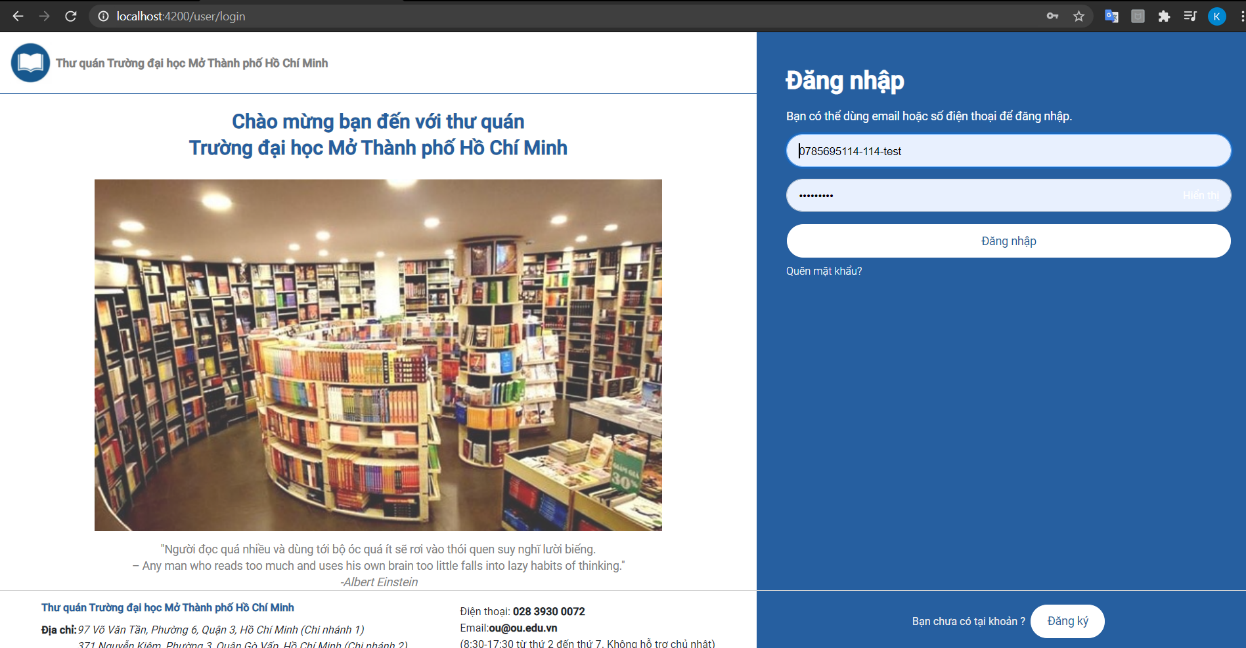 localhost:4200/user/login
K
Thư quán Trường đại học Mở Thành phố Hồ Chí Minh
Chào mừng bạn đến với thư quán
Trường đại học Mở Thành phố Hồ Chí Minh
GIẢM GIÁ
30%
"Người đọc quá nhiều và dùng tới bộ óc quá ít sẽ rơi vào thói quen suy nghĩ lười biếng.
– Any man who reads too much and uses his own brain too little falls into lazy habits of thinking."
-Albert Einstein
Thư quán Trường đại học Mở Thành phố Hồ Chí Minh
Địa chỉ:97 Võ Văn Tần, Phường 6, Quận 3, Hồ Chí Minh (Chi nhánh 1)
371 Nguyễn Kiệm, Phường 3, Quận Gò Vấp, Hồ Chí Minh (Chi nhánh 2)
Điện thoại: 028 3930 0072
Email:ou@ou.edu.vn
(8:30-17:30 từ thứ 2 đến thứ 7, Không hỗ trợ chủ nhật)
Đăng nhập
Bạn có thể dùng email hoặc số điện thoại để đăng nhập.
0785695114-114-test
•••••••••
Hiển thị
Đăng nhập
Quên mật khẩu?
Bạn chưa có tại khoản ?
Đăng ký